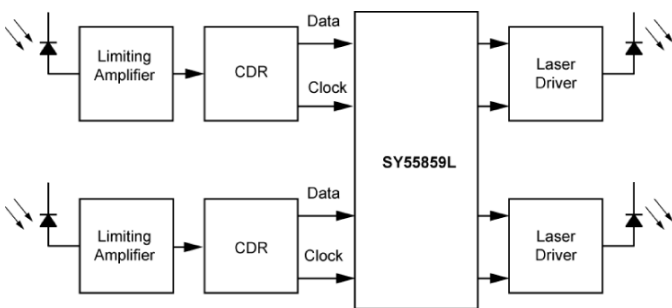 Data
Limiting
Amplifier
CDR
Clock
Laser
Driver
SY55859L
Data
Limiting
Amplifier
CDR
Clock
Laser
Driver